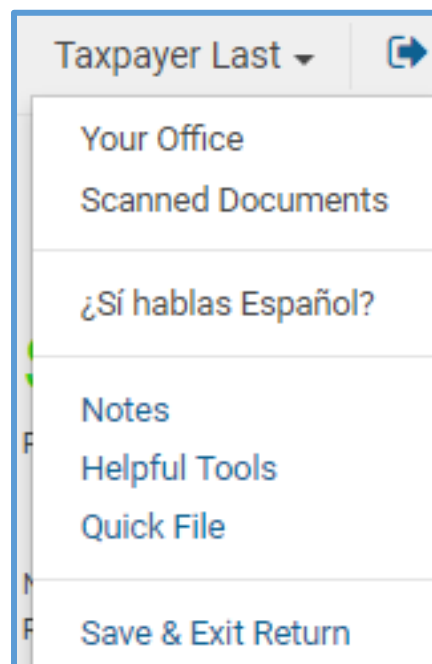 Taxpayer Last
Your Office
Scanned Documents
¿Sí hablas Español?
Notes
Helpful Tools
Quick File
Save & Exit Return